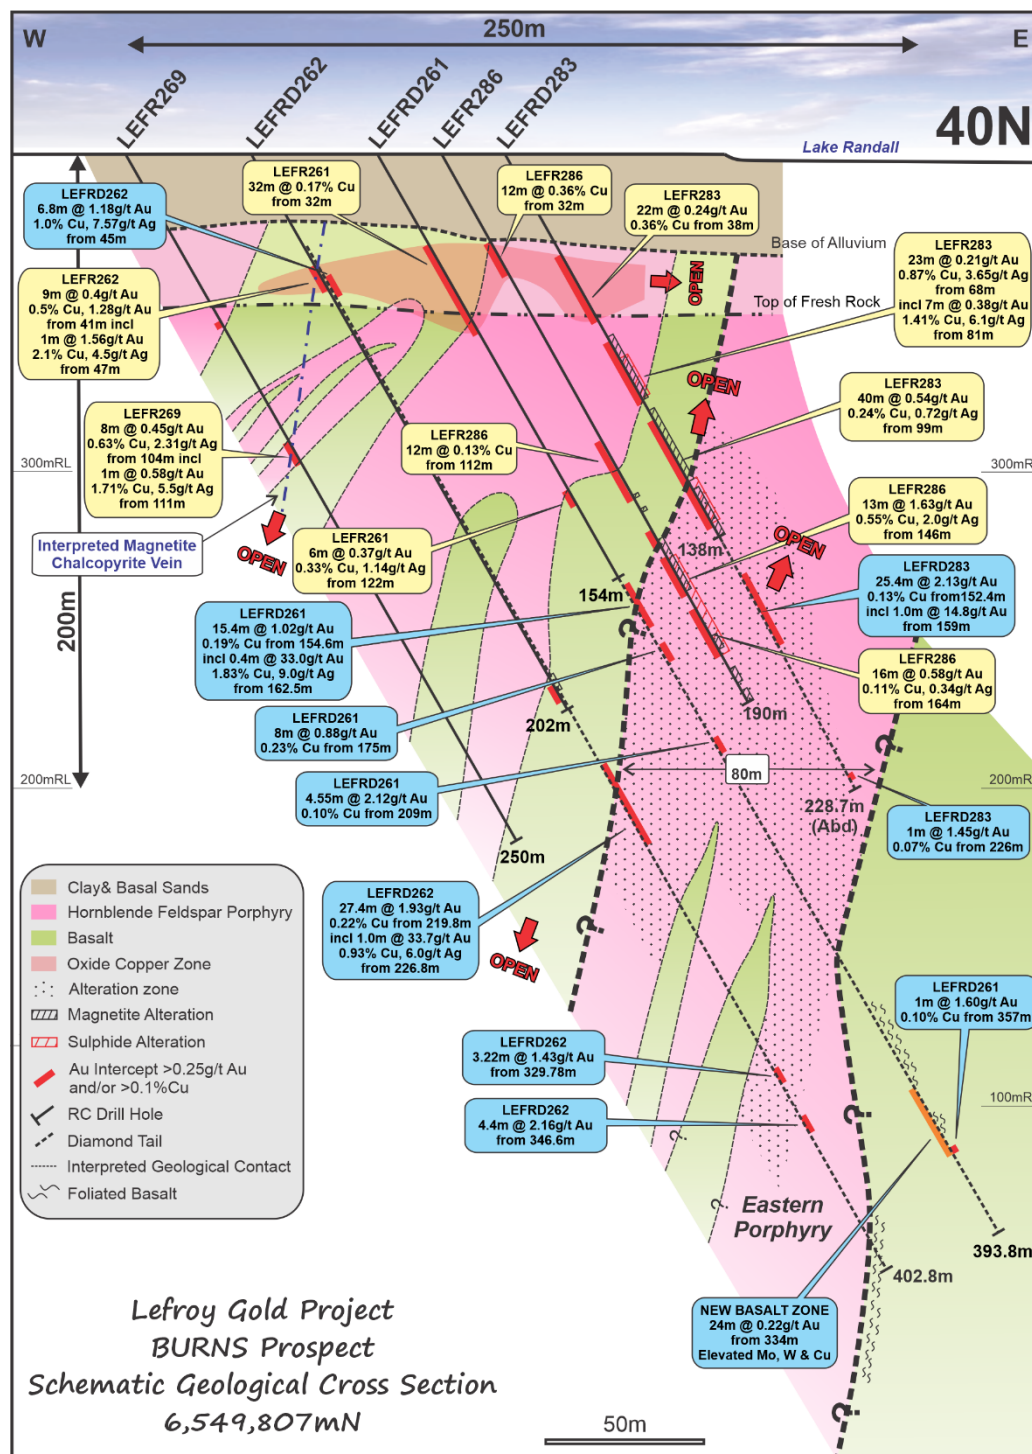 W
250m
E
LEFR269
LEFRD262
LEFRD261
LEFR286
LEFRD283
40N
Lake Randall
LEFRD262
6.8m @ 1.18g/t Au
1.0% Cu, 7.57g/t Ag
from 45m
LEFR261
32m @ 0.17% Cu
from 32m
LEFR286
12m @ 0.36% Cu
from 32m
LEFR283
22m @ 0.24g/t Au
0.36% Cu from 38m
Base of Alluvium
LEFR283
23m @ 0.21g/t Au
0.87% Cu, 3.65g/t Ag
from 68m
incl 7m @ 0.38g/t Au
1.41% Cu, 6.1g/t Ag
from 81m
OPEN
Top of Fresh Rock
LEFR262
9m @ 0.4g/t Au
0.5% Cu, 1.28g/t Au
from 41m incl
1m @ 1.56g/t Au
2.1% Cu, 4.5g/t Ag
from 47m
OPEN
LEFR283
40m @ 0.54g/t Au
0.24% Cu, 0.72g/t Ag
from 99m
LEFR269
8m @ 0.45g/t Au
0.63% Cu, 2.31g/t Ag
from 104m incl
1m @ 0.58g/t Au
1.71% Cu, 5.5g/t Ag
from 111m
LEFR286
12m @ 0.13% Cu
from 112m
300mRL
300mRL
LEFR286
13m @ 1.63g/t Au
0.55% Cu, 2.0g/t Ag
from 146m
Interpreted Magnetite
Chalcopyrite Vein
OPEN
LEFR261
6m @ 0.37g/t Au
0.33% Cu, 1.14g/t Ag
from 122m
138m
OPEN
LEFRD283
25.4m @ 2.13g/t Au
0.13% Cu from152.4m
incl 1.0m @ 14.8g/t Au
from 159m
200m
154m
LEFRD261
15.4m @ 1.02g/t Au
0.19% Cu from 154.6m
incl 0.4m @ 33.0g/t Au
1.83% Cu, 9.0g/t Ag
from 162.5m
?
LEFR286
16m @ 0.58g/t Au
0.11% Cu, 0.34g/t Ag
from 164m
190m
LEFRD261
8m @ 0.88g/t Au
0.23% Cu from 175m
202m
?
80m
200mRL
200mRL
LEFRD261
4.55m @ 2.12g/t Au
0.10% Cu from 209m
228.7m
(Abd)
LEFRD283
1m @ 1.45g/t Au
0.07% Cu from 226m
250m
Clay& Basal Sands
Hornblende Feldspar Porphyry
Basalt
Oxide Copper Zone
Alteration zone
Magnetite Alteration
Sulphide Alteration
Au Intercept >0.25g/t Au
and/or >0.1%Cu
RC Drill Hole
Diamond Tail
Interpreted Geological Contact
Foliated Basalt
LEFRD262
27.4m @ 1.93g/t Au
0.22% Cu from 219.8m
incl 1.0m @ 33.7g/t Au
0.93% Cu, 6.0g/t Ag
from 226.8m
OPEN
?
?
LEFRD261
1m @ 1.60g/t Au
0.10% Cu from 357m
LEFRD262
3.22m @ 1.43g/t Au
from 329.78m
100mR
LEFRD262
4.4m @ 2.16g/t Au
from 346.6m
?
?
?
Eastern
Porphyry
393.8m
402.8m
NEW BASALT ZONE
24m @ 0.22g/t Au
from 334m
Elevated Mo, W & Cu
?
Lefroy Gold Project
BURNS Prospect
Schematic Geological Cross Section
6,549,807mN
50m